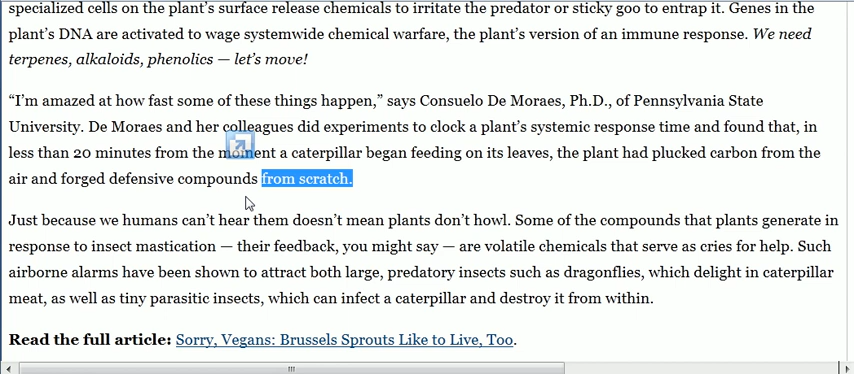 specialized cells on the plant’s surface release chemicals to irritate the predator or sticky goo to entrap it. Genes in the
plant’s DNA are activated to wage systemwide chemical warfare, the plant’s version of an immune response. We need
terpenes, alkaloids, phenolics — let’s move!
“I’m amazed at how fast some of these things happen,” says Consuelo De Moraes, Ph.D., of Pennsylvania State
University. De Moraes and her colleagues did experiments to clock a plant’s systemic response time and found that, in
less than 20 minutes from the moment a caterpillar began feeding on its leaves, the plant had plucked carbon from the
air and forged defensive compounds from scratch.
Just because we humans can’t hear them doesn’t mean plants don’t howl. Some of the compounds that plants generate in
response to insect mastication — their feedback, you might say — are volatile chemicals that serve as cries for help. Such
airborne alarms have been shown to attract both large, predatory insects such as dragonflies, which delight in caterpillar
meat, as well as tiny parasitic insects, which can infect a caterpillar and destroy it from within.
Read the full article: Sorry, Vegans: Brussels Sprouts Like to Live, Too.